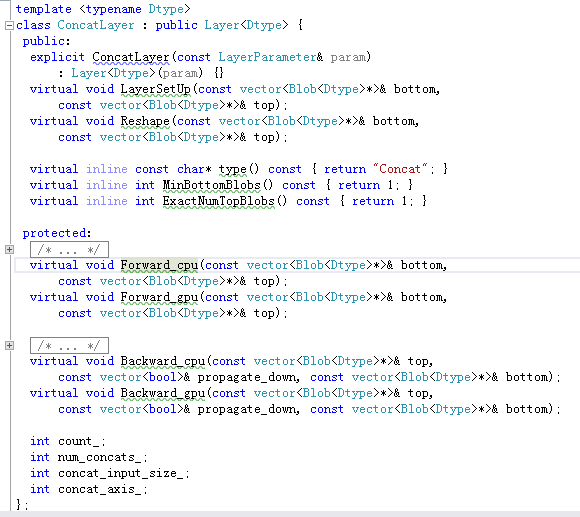 template <typename Dtype>
class ConcatLayer : public Layer<Dtype> {
 public:
  explicit ConcatLayer(const LayerParameter& param)
      : Layer<Dtype>(param) {}
  virtual void LayerSetUp(const vector<Blob<Dtype>*>& bottom,
      const vector<Blob<Dtype>*>& top);
  virtual void Reshape(const vector<Blob<Dtype>*>& bottom,
      const vector<Blob<Dtype>*>& top);

  virtual inline const char* type() const { return "Concat"; }
  virtual inline int MinBottomBlobs() const { return 1; }
  virtual inline int ExactNumTopBlobs() const { return 1; }

 protected:
  /* ... */
  virtual void Forward_cpu(const vector<Blob<Dtype>*>& bottom,
      const vector<Blob<Dtype>*>& top);
  virtual void Forward_gpu(const vector<Blob<Dtype>*>& bottom,
      const vector<Blob<Dtype>*>& top);

  /* ... */
  virtual void Backward_cpu(const vector<Blob<Dtype>*>& top,
      const vector<bool>& propagate_down, const vector<Blob<Dtype>*>& bottom);
  virtual void Backward_gpu(const vector<Blob<Dtype>*>& top,
      const vector<bool>& propagate_down, const vector<Blob<Dtype>*>& bottom);

  int count_;
  int num_concats_;
  int concat_input_size_;
  int concat_axis_;
};